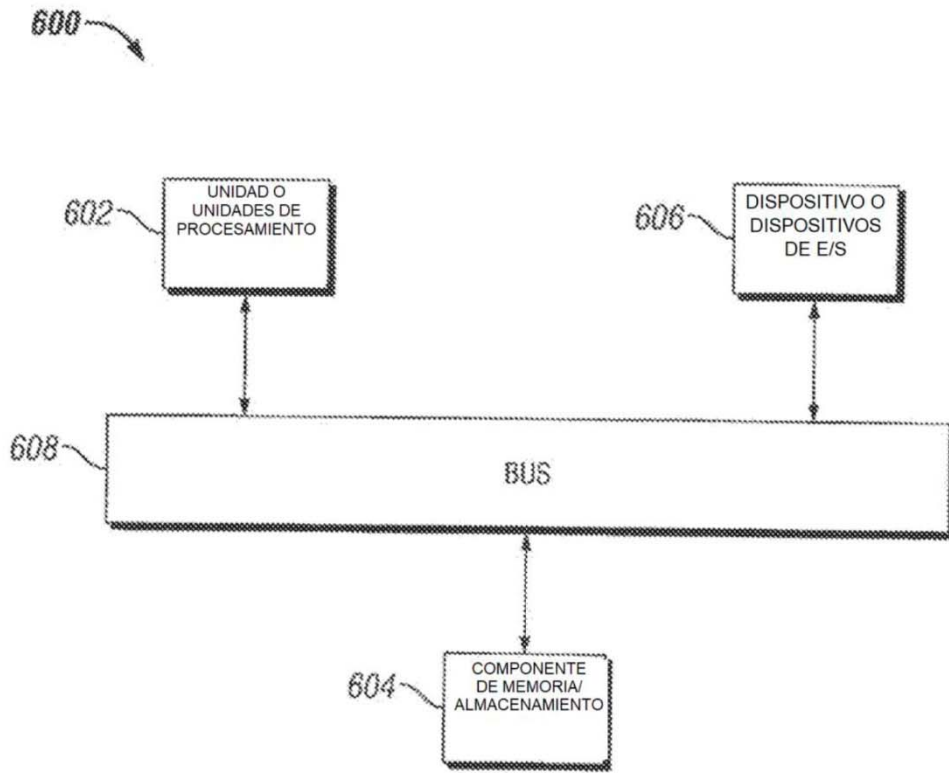 600
UNIDAD O
UNIDADES DE
PROCESAMIENTO
602
DISPOSITIVO O
DISPOSITIVOS
DE E/S
606
608
BUS
COMPONENTE
DE MEMORIA/
ALMACENAMIENTO
604